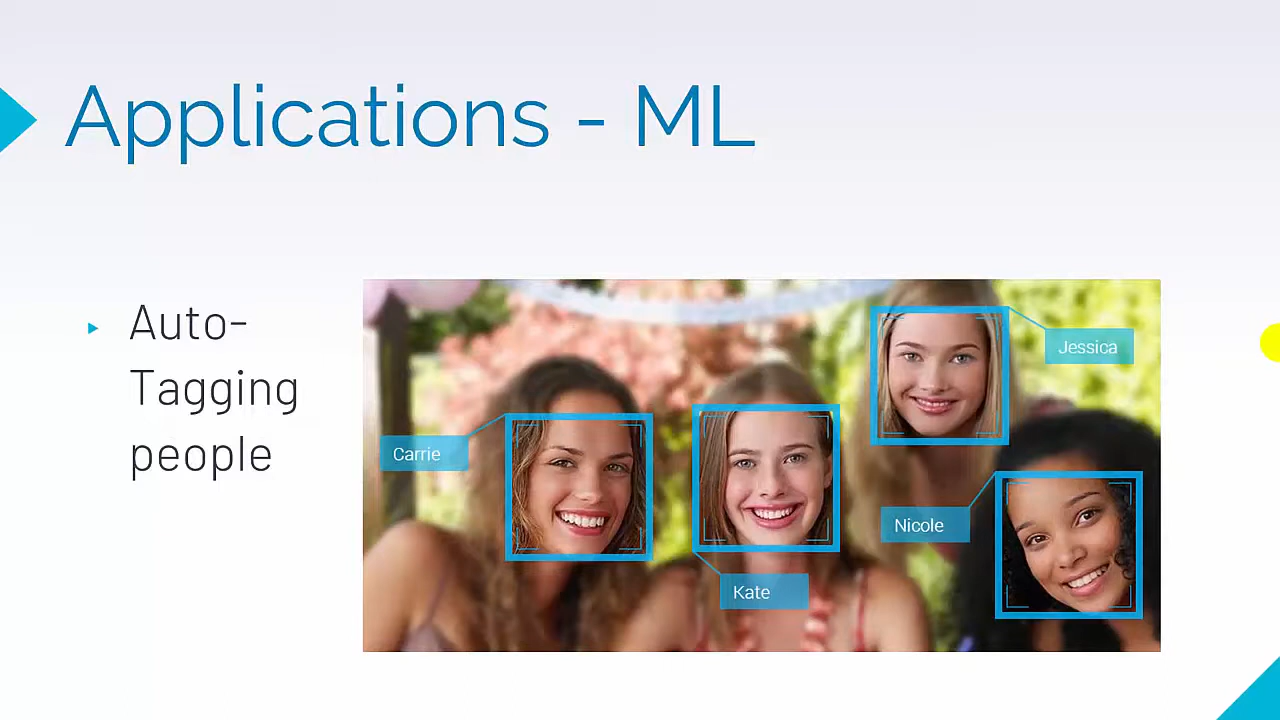 Applications - ML
Auto-
Tagging
people
Jessica
Carrie
Nicole
Kate